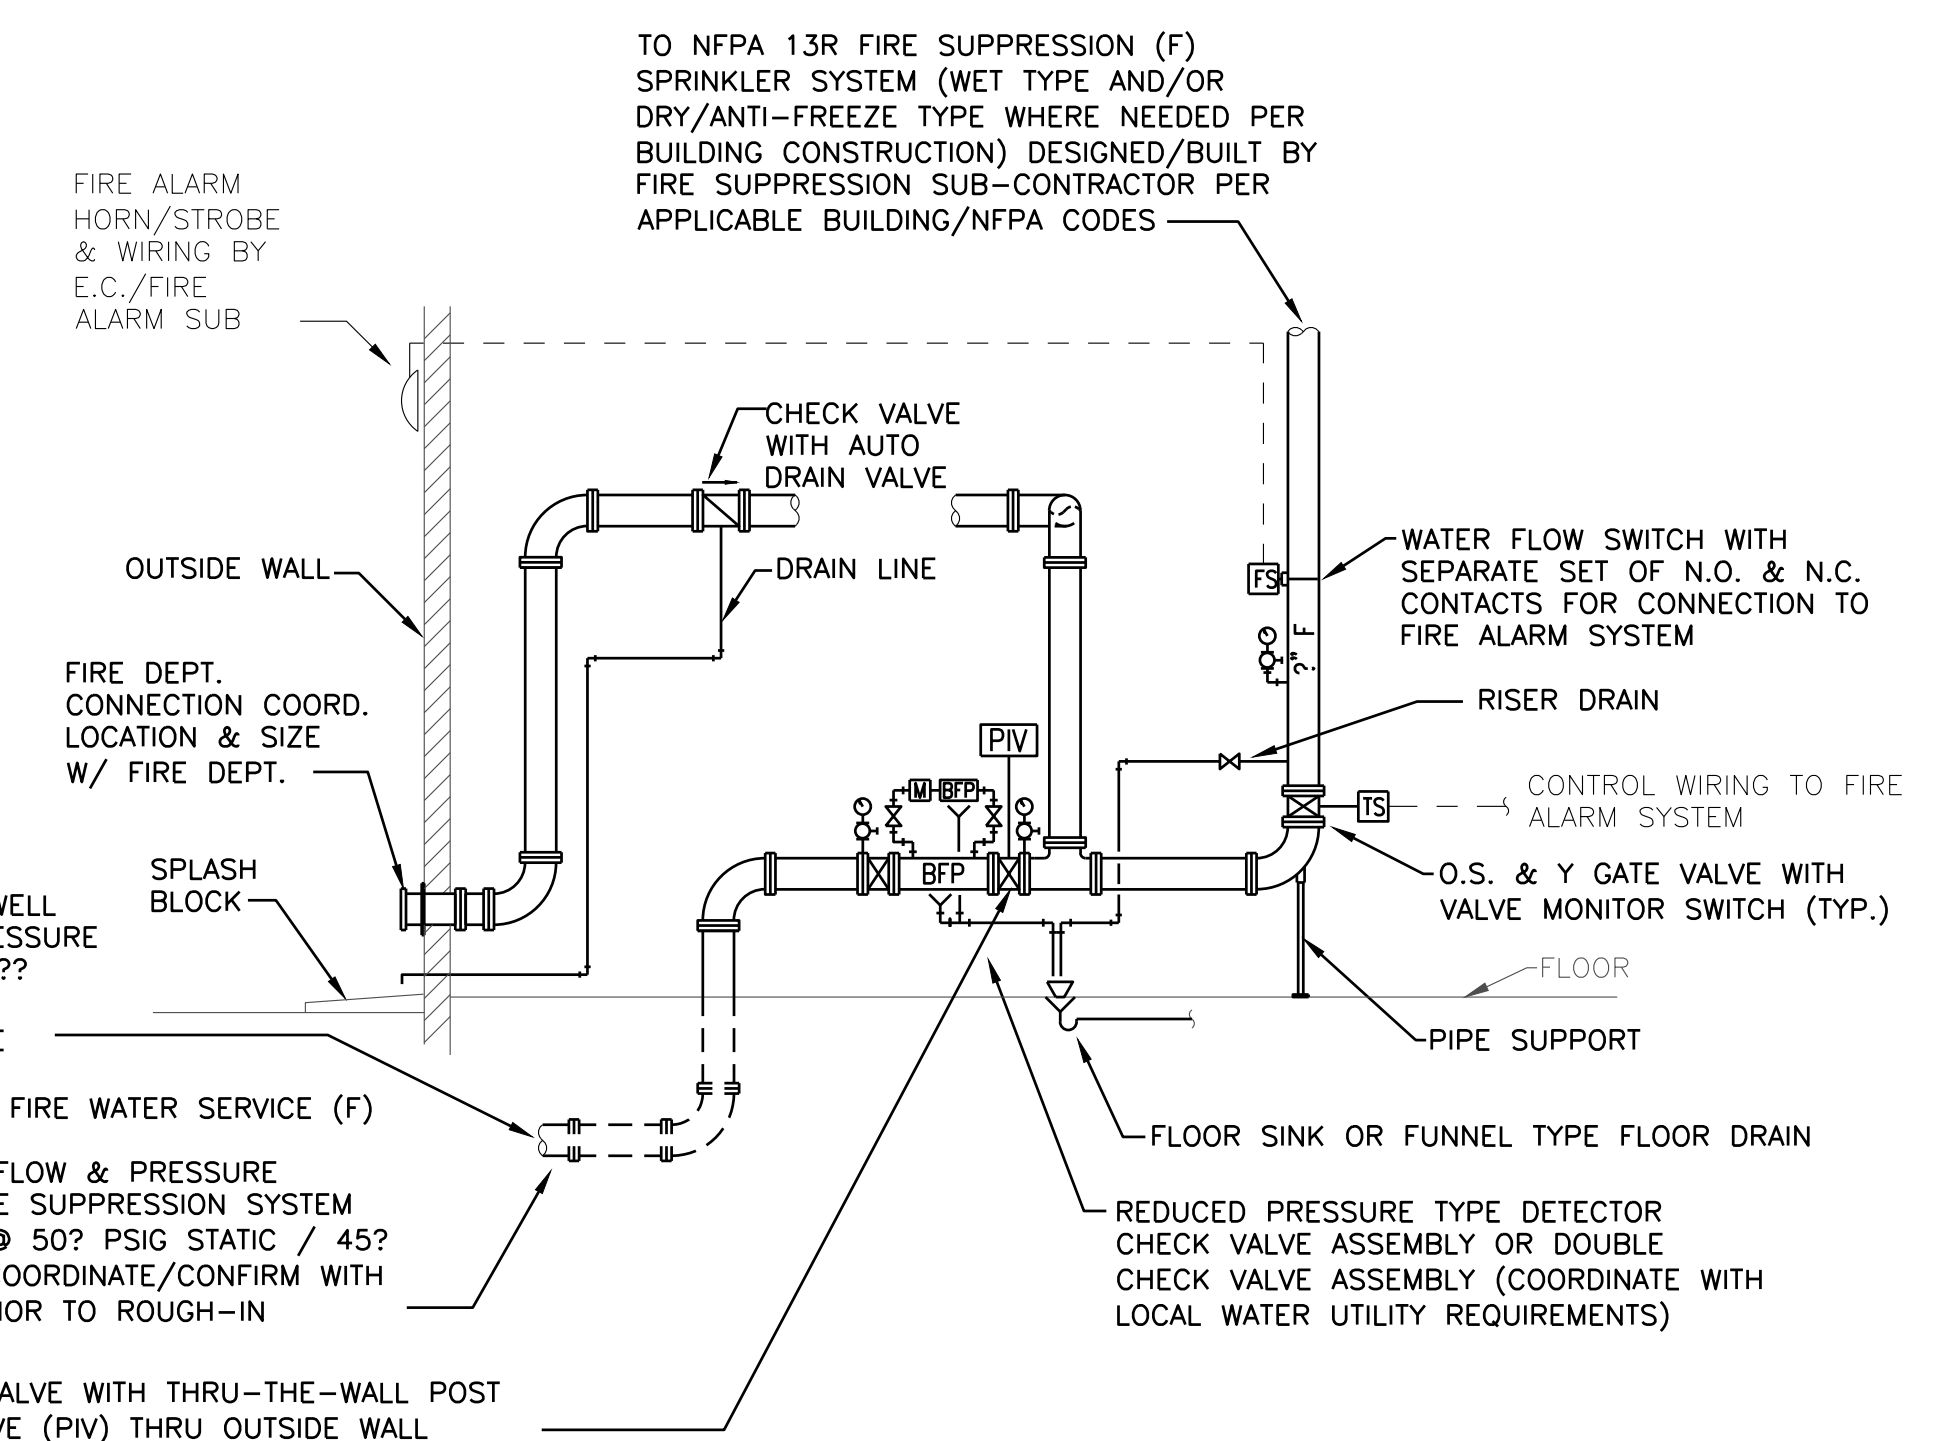 TO NFPA 13R FIRE SUPPRESSION (F)
SPRINKLER SYSTEM (WET TYPE AND/OR
DRY/ANTI-FREEZE TYPE WHERE NEEDED PER
BUILDING CONSTRUCTION) DESIGNED/BUILT BY
FIRE SUPPRESSION SUB-CONTRACTOR PER
APPLICABLE BUILDING/NFPA CODES
FIRE ALARM
HORN/STROBE
& WIRING BY
E.C./FIRE
ALARM SUB
CHECK VALVE
WITH AUTO
DRAIN VALVE
OUTSIDE WALL
DRAIN LINE
FS
WATER FLOW SWITCH WITH
SEPARATE SET OF N.O. & N.C.
CONTACTS FOR CONNECTION TO
FIRE ALARM SYSTEM
?" F
FIRE DEPT.
CONNECTION COORD.
LOCATION & SIZE
W/ FIRE DEPT.
RISER DRAIN
PIV
M
BFP
TS
CONTROL WIRING TO FIRE
ALARM SYSTEM
BFP
O.S. & Y GATE VALVE WITH
VALVE MONITOR SWITCH (TYP.)
SPLASH
BLOCK
WELL
ESSURE
??
FLOOR
E
PIPE SUPPORT
FIRE WATER SERVICE (F)
FLOOR SINK OR FUNNEL TYPE FLOOR DRAIN
FLOW & PRESSURE
E SUPPRESSION SYSTEM
@ 50? PSIG STATIC / 45?
COORDINATE/CONFIRM WITH
IOR TO ROUGH-IN
REDUCED PRESSURE TYPE DETECTOR
CHECK VALVE ASSEMBLY OR DOUBLE
CHECK VALVE ASSEMBLY (COORDINATE WITH
LOCAL WATER UTILITY REQUIREMENTS)
ALVE WITH THRU-THE-WALL POST
VE (PIV) THRU OUTSIDE WALL